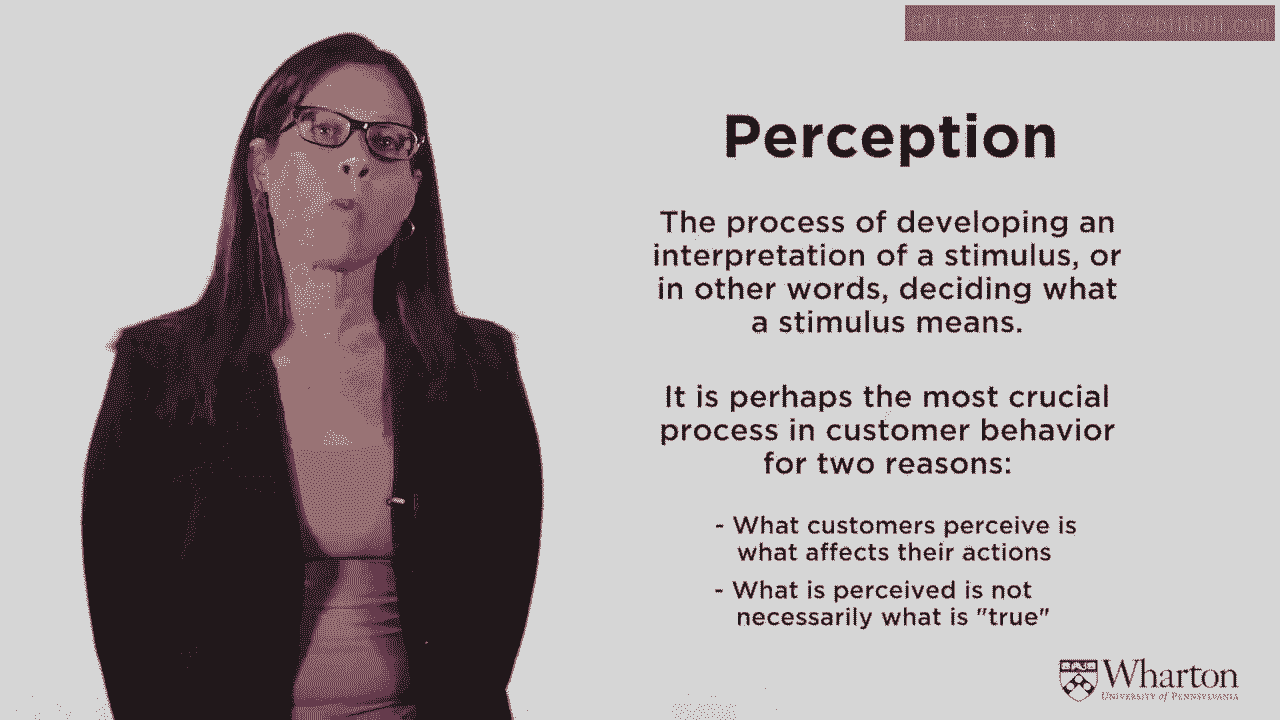 Perception
The process of developing an
interpretation of a stimulus, or
in other words, deciding what
a stimulus means.
It is perhaps the most crucial
process in customer behavior
for two reasons:
- What customers perceive is
what affects their actions
- What is perceived is not
necessarily what is "true"
Wharton
UNIVERSITY of PENNSYLVANIA